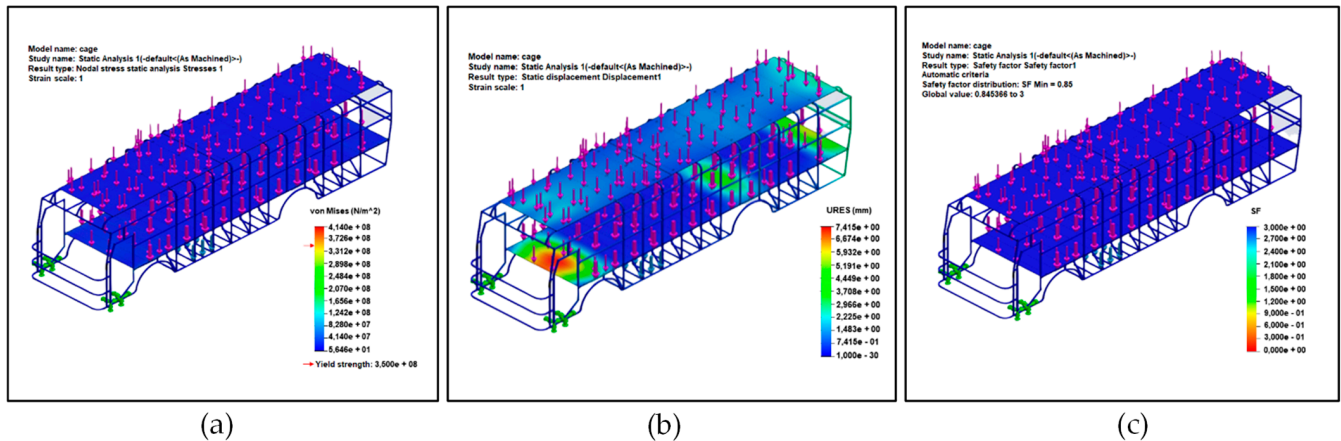 Model name: cage
Study name: Static Analysis 1(-default<(As Machined)>-)
Result type: Nodal stress static analysis Stresses 1
Strain scale: 1
von Mises (N/m^2)
4,140e + 08
3,726e + 08
3,312e + 08
2,898e + 08
2,484e + 08
2,070e + 08
1,656e + 08
1,242e + 08
8,280e + 07
4,140e + 07
5,646e + 01
Yield strength: 3,500e + 08
(a)
Model name: cage
Study name: Static Analysis 1(-default<(As Machined)>-)
Result type: Static displacement Displacement1
Strain scale: 1
URES (mm)
7,415e + 00
6,674e + 00
5,932e + 00
5,191e + 00
4,449e + 00
3,708e + 00
2,966e + 00
2,225e + 00
1,483e + 00
7,415e - 01
1,000e - 30
(b)
Model name: cage
Study name: Static Analysis 1(-default<(As Machined)>-)
Result type: Safety factor Safety factor1
Automatic criteria
Safety factor distribution: SF Min = 0.85
Global value: 0.845366 to 3
SF
3,000e + 00
2,700e + 00
2,400e + 00
2,100e + 00
1,800e + 00
1,500e + 00
1,200e + 00
9,000e - 01
6,000e - 01
3,000e - 01
0,000e + 00
(c)